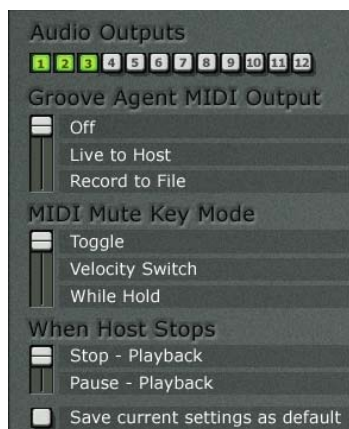 Audio Outputs
1 2 3 4 5 6 7 8 9 10 11 12
Groove Agent MIDI Output
Off
Live to Host
Record to File
MIDI Mute Key Mode
Toggle
Velocity Switch
While Hold
When Host Stops
Stop - Playback
Pause - Playback
Save current settings as default